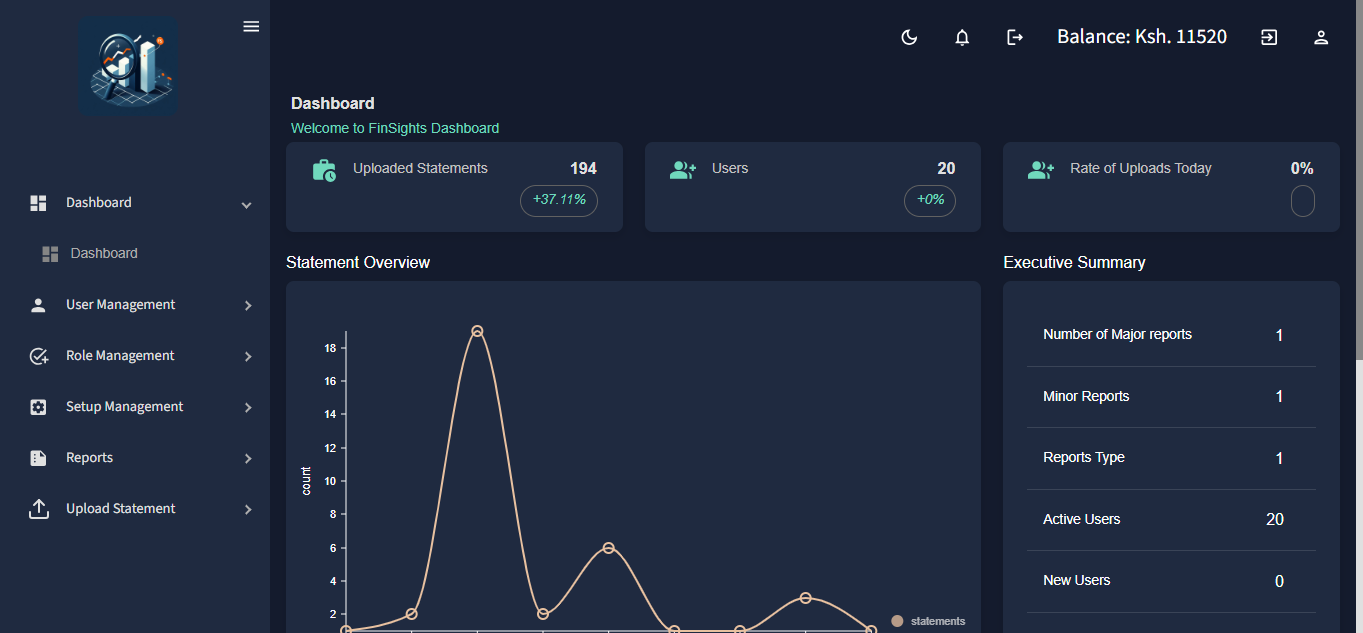 Balance: Ksh. 11520
Dashboard
Welcome to FinSights Dashboard
Uploaded Statements 194
+37.11%
Users 20
+0%
Rate of Uploads Today 0%
Dashboard
Dashboard
User Management
Role Management
Setup Management
Reports
Upload Statement
Statement Overview
18
16
14
12
10
8
6
4
2
count
statements
Executive Summary
Number of Major reports 1
Minor Reports 1
Reports Type 1
Active Users 20
New Users 0